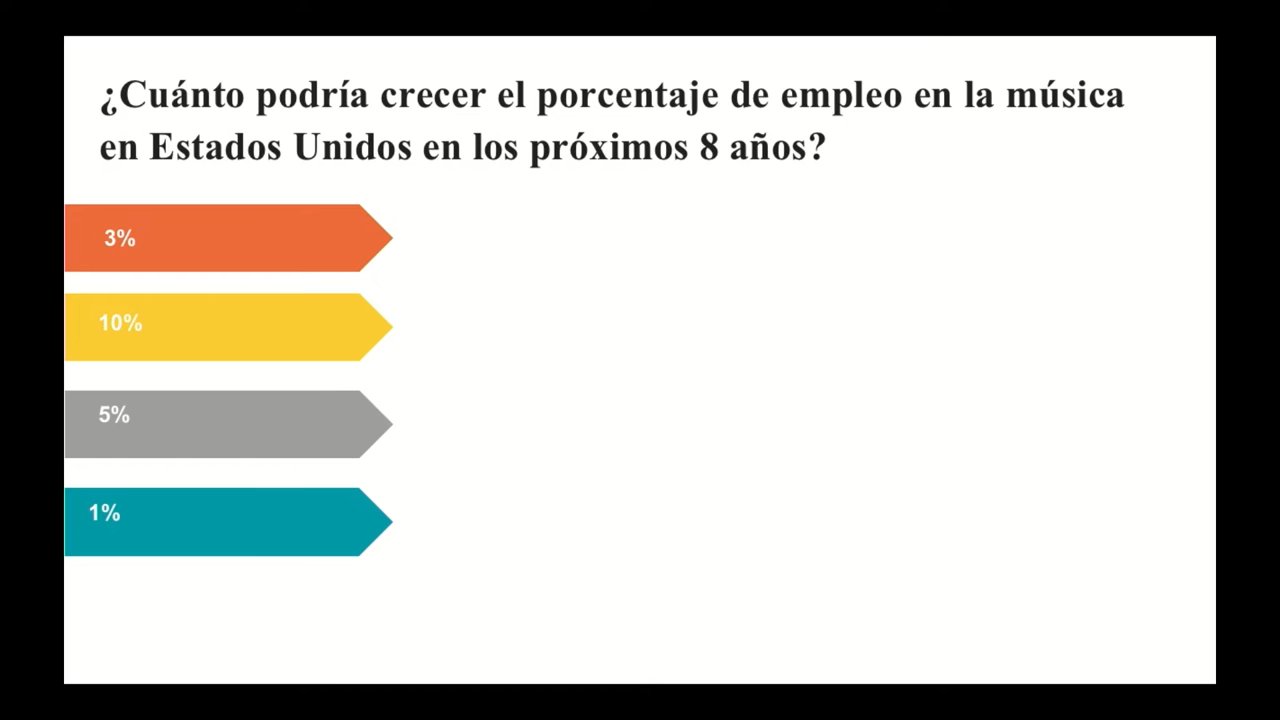 ¿Cuánto podría crecer el porcentaje de empleo en la música
en Estados Unidos en los próximos 8 años?
3%
10%
5%
1%